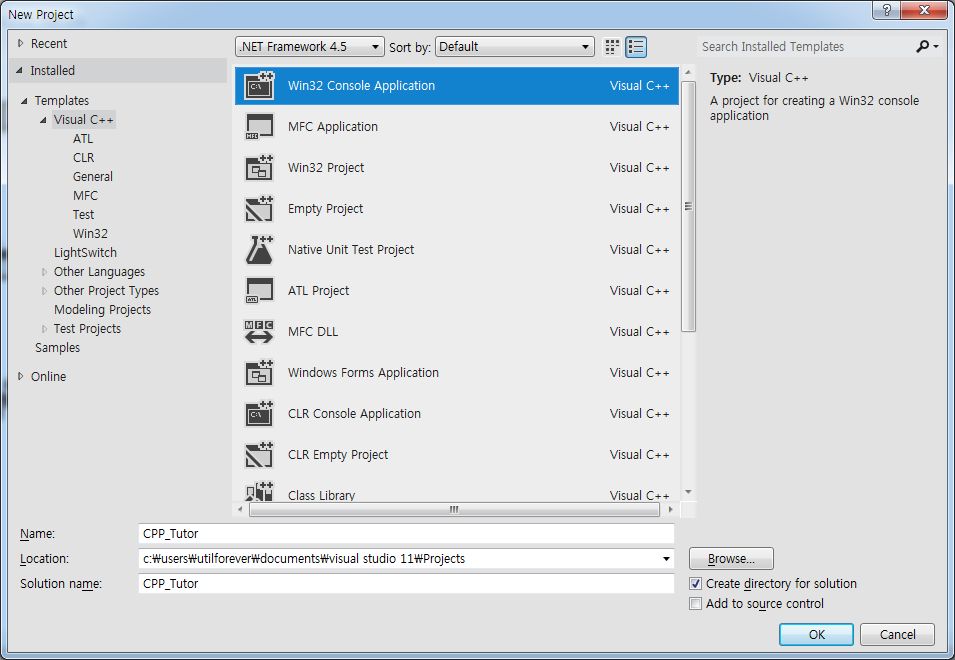 New Project
?
Recent
Installed
Templates
Visual C++
ATL
CLR
General
MFC
Test
Win32
LightSwitch
Other Languages
Other Project Types
Modeling Projects
Test Projects
Samples
Online
.NET Framework 4.5 Sort by: Default
C:\ Win32 Console Application Visual C++
MFC MFC Application Visual C++
Win32 Project Visual C++
Empty Project Visual C++
Native Unit Test Project Visual C++
ATL ATL Project Visual C++
MFC MFC DLL Visual C++
Windows Forms Application Visual C++
C:\ CLR Console Application Visual C++
CLR Empty Project Visual C++
Class Library Visual C++
Search Installed Templates
Type: Visual C++
A project for creating a Win32 console
application
Name: CPP_Tutor
Location: c:₩users₩utilforever₩documents₩visual studio 11₩Projects Browse...
Solution name: CPP_Tutor
Create directory for solution
Add to source control
OK Cancel